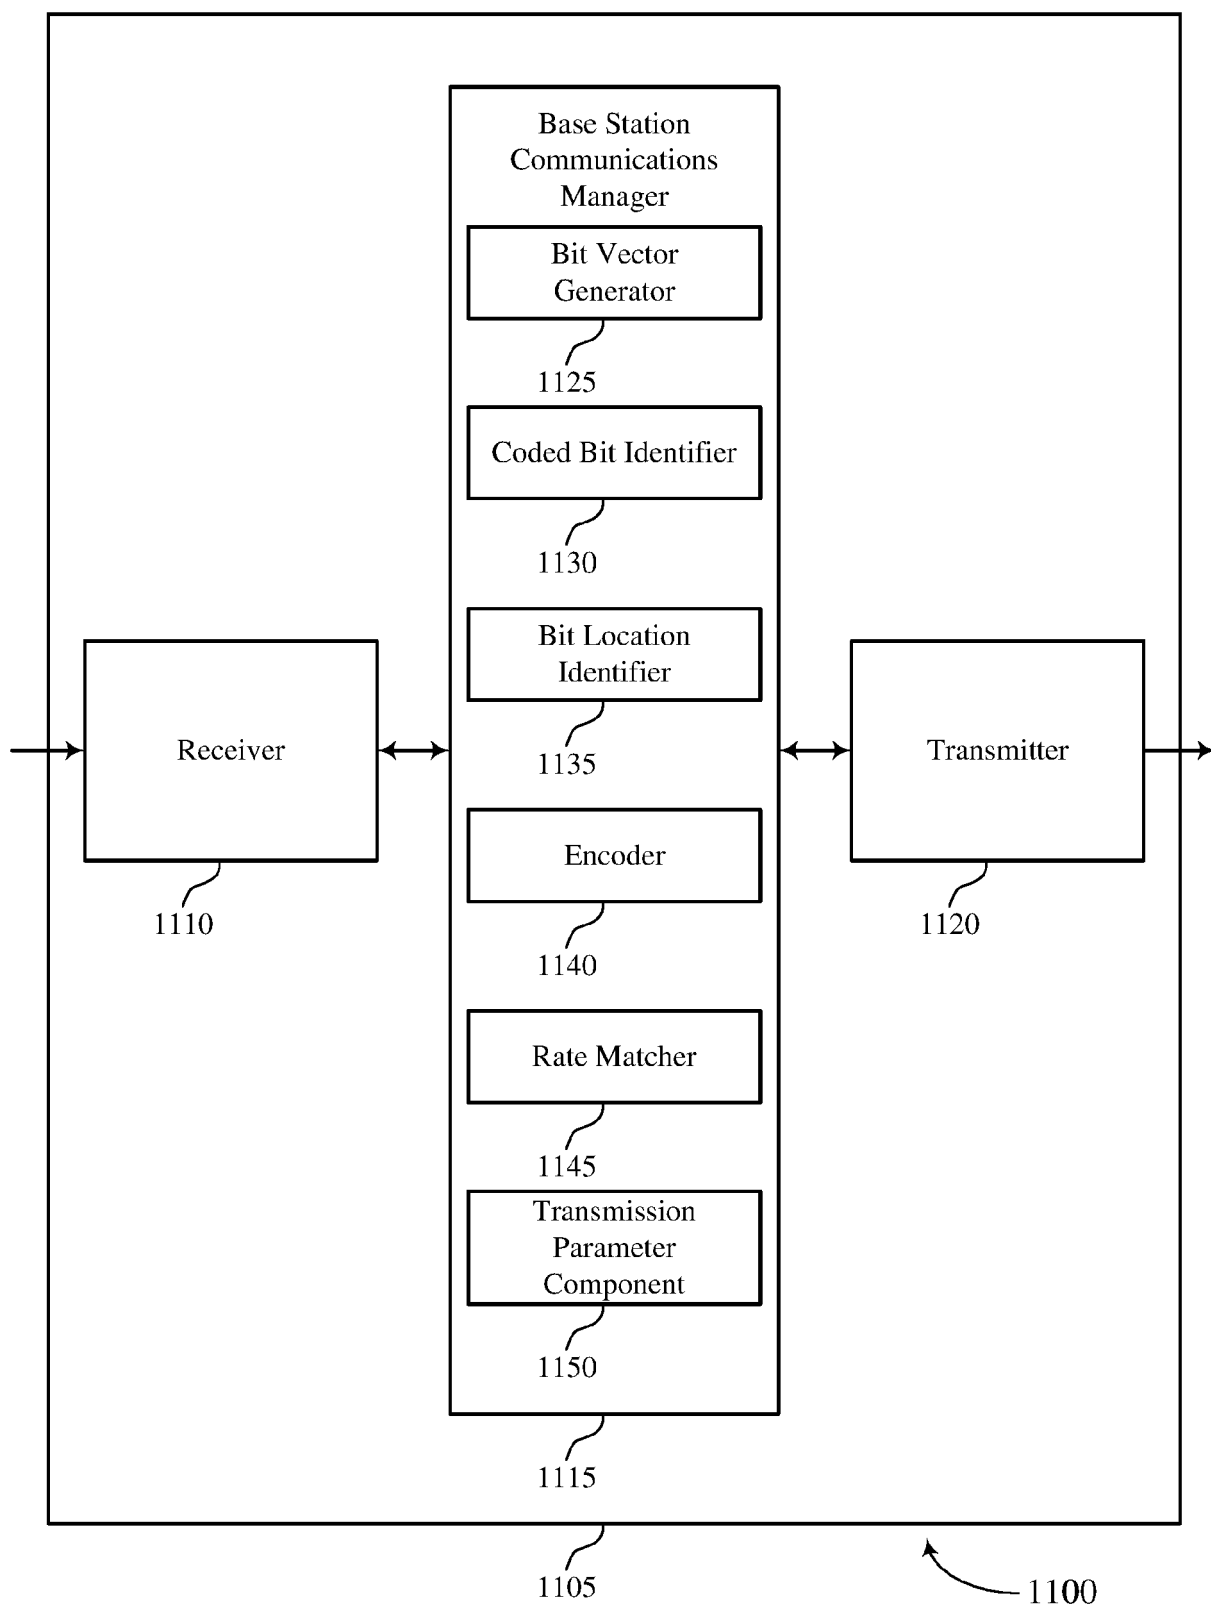 Base Station
Communications
Manager
Bit Vector
Generator
1125
Coded Bit Identifier
1130
Bit Location
Identifier
1135
Receiver
1110
Transmitter
1120
Encoder
1140
Rate Matcher
1145
Transmission
Parameter
Component
1150
1115
1105
1100